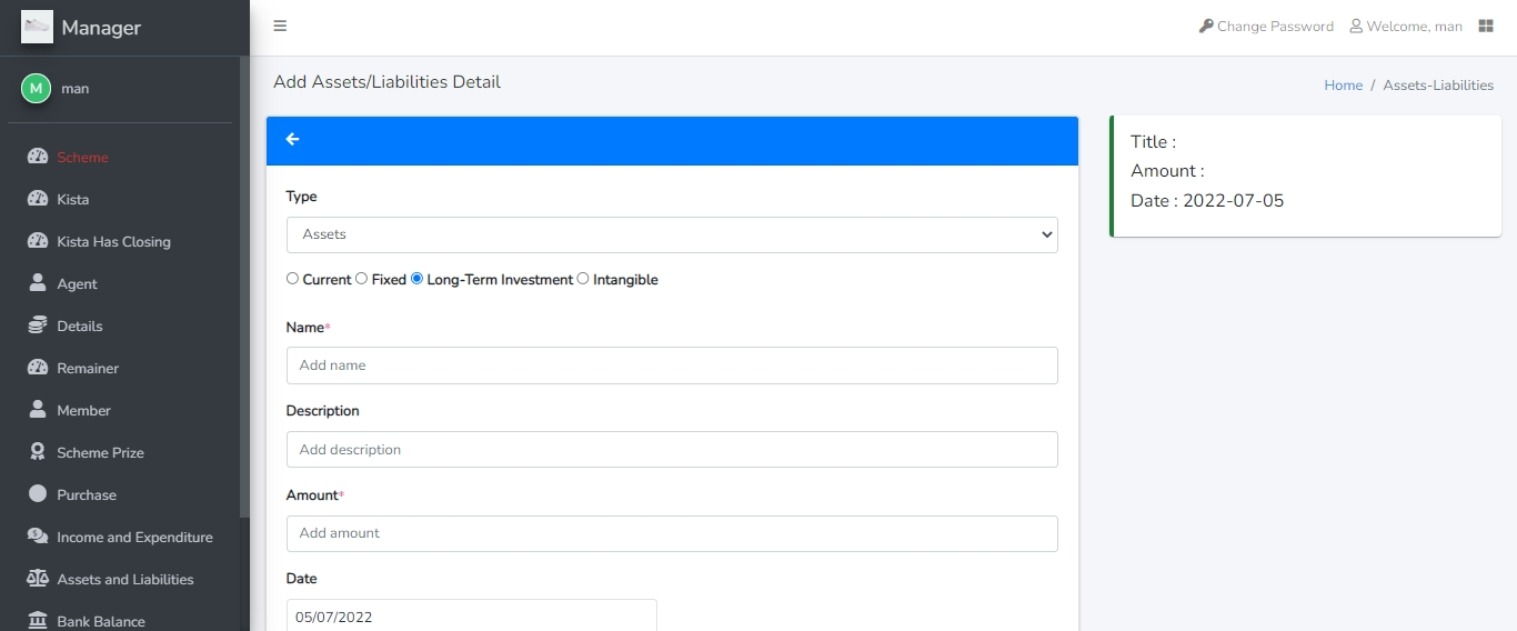 Manager
Change Password Welcome, man
M man
Add Assets/Liabilities Detail
Home / Assets-Liabilities
Scheme
Kista
Kista Has Closing
Agent
Details
Remainer
Member
Scheme Prize
Purchase
Income and Expenditure
Assets and Liabilities
Bank Balance
Type
Assets
Current Fixed Long-Term Investment Intangible
Name*
Add name
Description
Add description
Amount*
Add amount
Date
05/07/2022
Title :
Amount :
Date : 2022-07-05